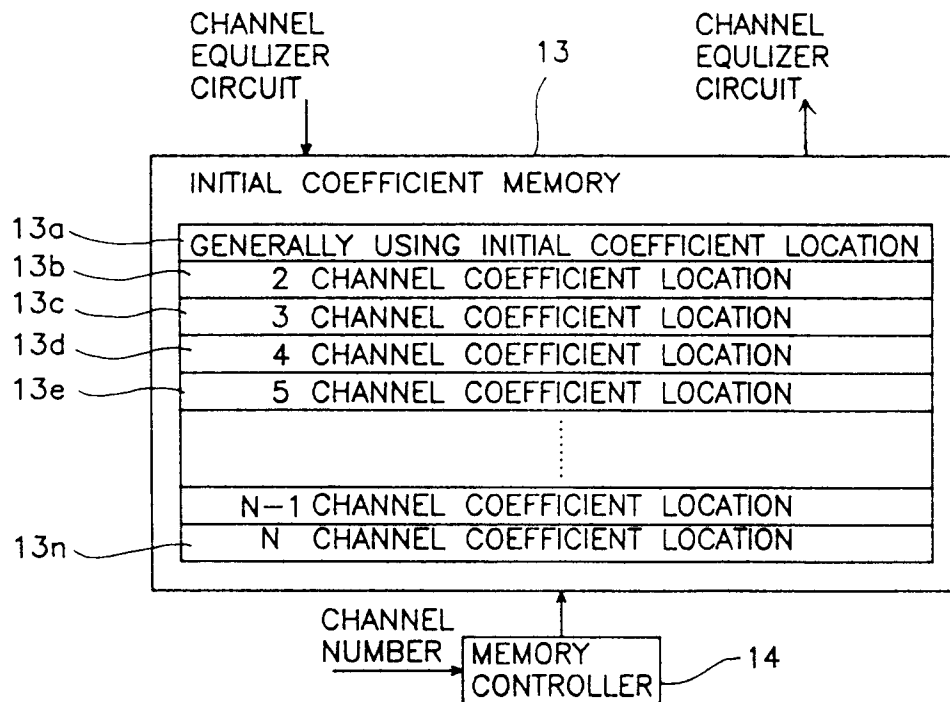 CHANNEL
EQULIZER
CIRCUIT
13
CHANNEL
EQULIZER
CIRCUIT
INITIAL COEFFICIENT MEMORY
13a
GENERALLY USING INITIAL COEFFICIENT LOCATION
13b
2 CHANNEL COEFFICIENT LOCATION
13c
3 CHANNEL COEFFICIENT LOCATION
13d
4 CHANNEL COEFFICIENT LOCATION
13e
5 CHANNEL COEFFICIENT LOCATION
N-1 CHANNEL COEFFICIENT LOCATION
13n
N CHANNEL COEFFICIENT LOCATION
CHANNEL
NUMBER
MEMORY
CONTROLLER
14